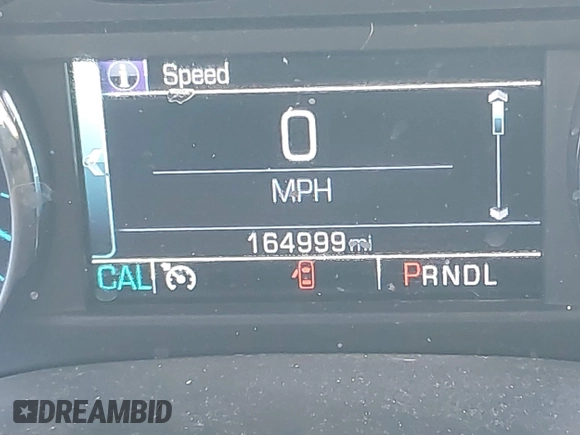 Speed
0
MPH
164999 mi
CAL PRNDL
DREAMBID